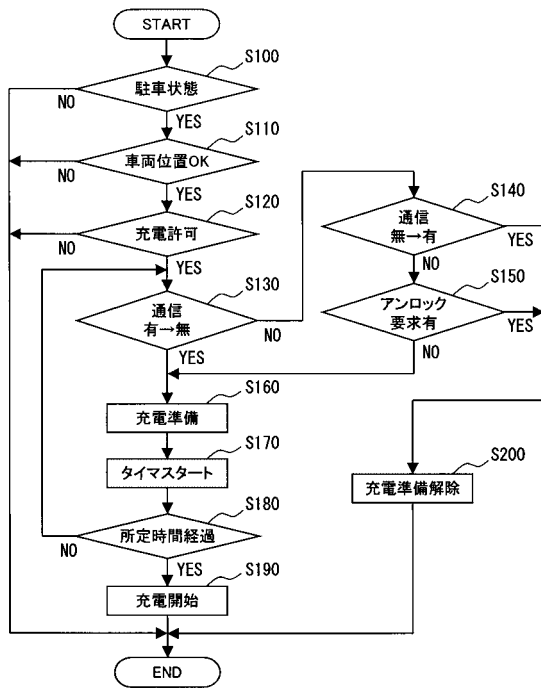 START
S100
駐車状態
NO
YES
S110
車両位置OK
NO
YES
S120
充電許可
NO
YES
S130
通信
有→無
NO
YES
S140
通信
無→有
YES
NO
S150
アンロック
要求有
YES
NO
S160
充電準備
S170
タイマスタート
S180
所定時間経過
NO
YES
S190
充電開始
S200
充電準備解除
END